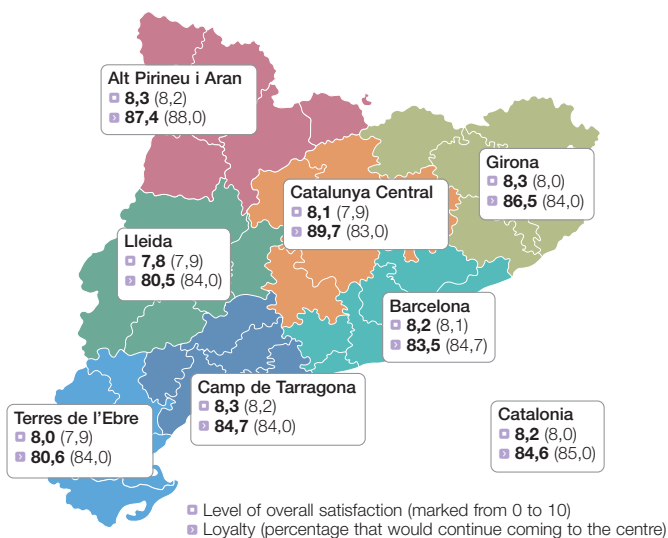 Alt Pirineu i Aran
8,3 (8,2)
87,4 (88,0)
Girona
8,3 (8,0)
86,5 (84,0)
Catalunya Central
8,1 (7,9)
89,7 (83,0)
Lleida
7,8 (7,9)
80,5 (84,0)
Barcelona
8,2 (8,1)
83,5 (84,7)
Camp de Tarragona
8,3 (8,2)
84,7 (84,0)
Terres de l’Ebre
8,0 (7,9)
80,6 (84,0)
Catalonia
8,2 (8,0)
84,6 (85,0)
Level of overall satisfaction (marked from 0 to 10)
Loyalty (percentage that would continue coming to the centre)